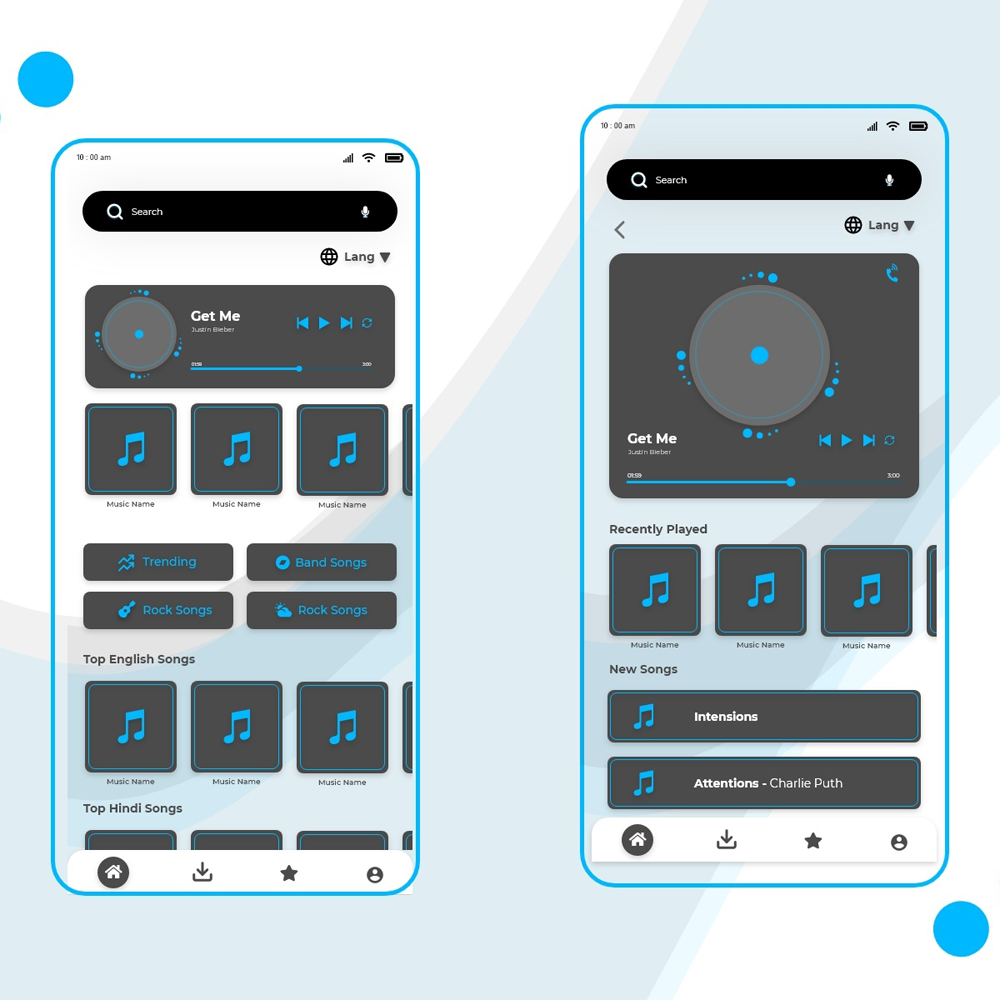 10 : 00 am
Search
Lang
Get Me
Justin Bieber
01:59 3:00
Music Name Music Name Music Name
Trending Band Songs
Rock Songs Rock Songs
Top English Songs
Music Name Music Name Music Name
Top Hindi Songs
10 : 00 am
Search
Lang
Get Me
Justin Bieber
01:59 3:00
Recently Played
Music Name Music Name Music Name
New Songs
Intensions
Attentions - Charlie Puth